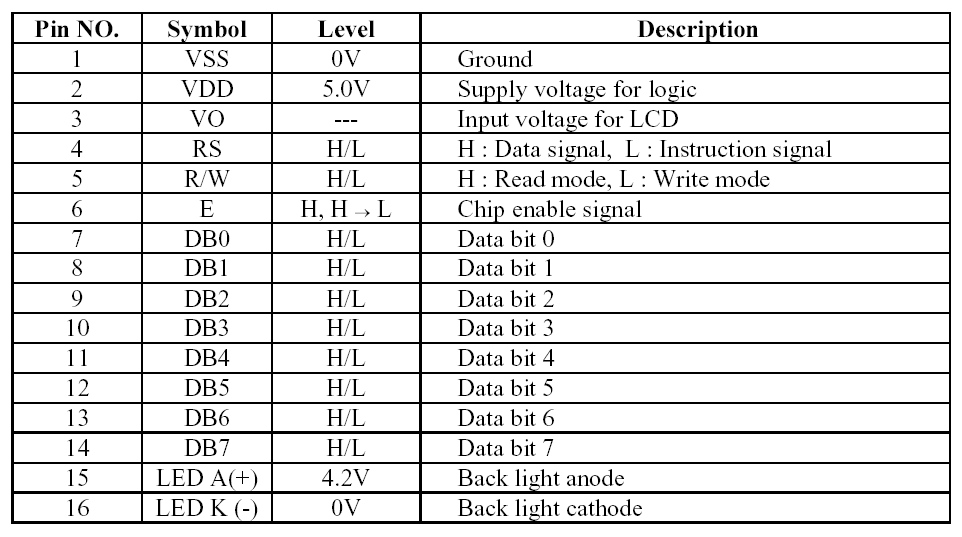 Pin NO. Symbol Level Description
1 VSS 0V Ground
2 VDD 5.0V Supply voltage for logic
3 VO --- Input voltage for LCD
4 RS H/L H : Data signal, L : Instruction signal
5 R/W H/L H : Read mode, L : Write mode
6 E H, H → L Chip enable signal
7 DB0 H/L Data bit 0
8 DB1 H/L Data bit 1
9 DB2 H/L Data bit 2
10 DB3 H/L Data bit 3
11 DB4 H/L Data bit 4
12 DB5 H/L Data bit 5
13 DB6 H/L Data bit 6
14 DB7 H/L Data bit 7
15 LED A(+) 4.2V Back light anode
16 LED K (-) 0V Back light cathode